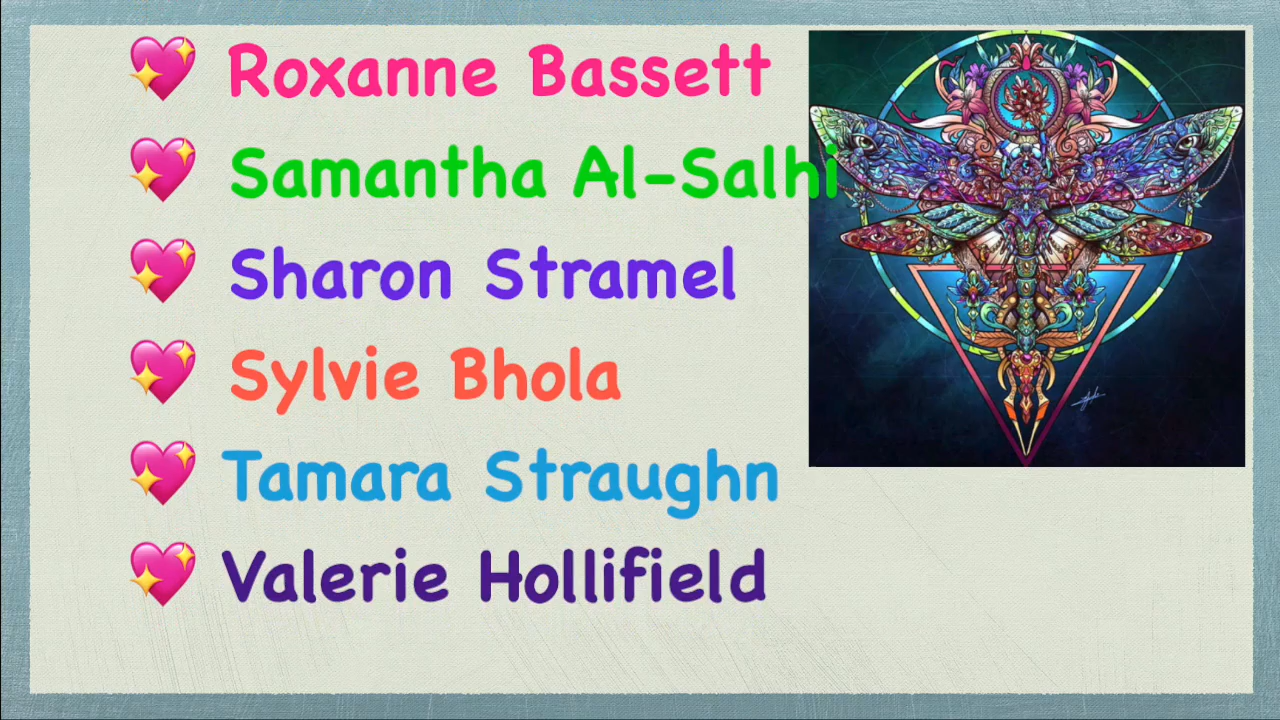 💖 Roxanne Bassett
💖 Samantha Al-Salhi
💖 Sharon Stramel
💖 Sylvie Bhola
💖 Tamara Straughn
💖 Valerie Hollifield